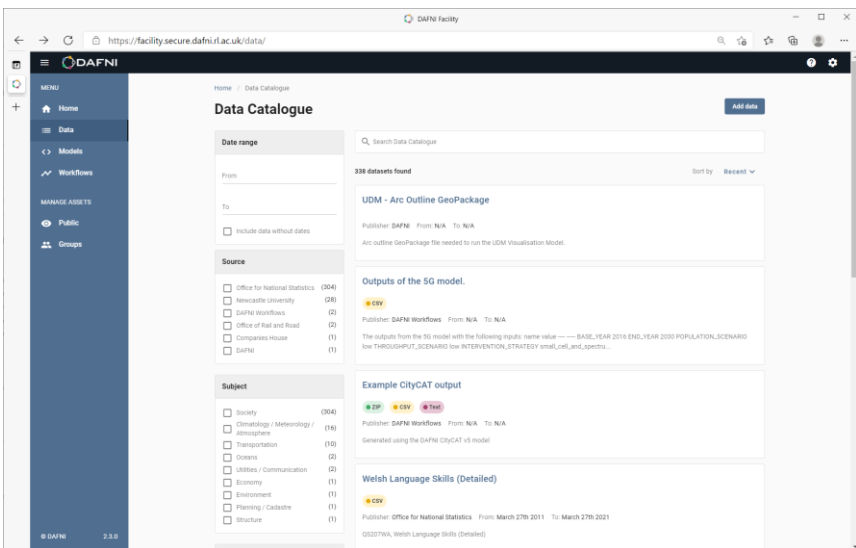 DAFNI Facility
https://facility.secure.dafni.rl.ac.uk/data/
DAFNI
MENU
Home
Data
Models
Workflows
MANAGE ASSETS
Public
Groups
© DAFNI 2.3.0
Home / Data Catalogue
Data Catalogue
Add data
Date range
From
To
Include data without dates
Source
Office for National Statistics (304)
Newcastle University (28)
DAFNI Workflows (2)
Office of Rail and Road (2)
Companies House (1)
DAFNI (1)
Subject
Society (304)
Climatology / Meteorology /
Atmosphere (16)
Transportation (10)
Oceans (2)
Utilities / Communication (2)
Economy (1)
Environment (1)
Planning / Cadastre (1)
Structure (1)
Search Data Catalogue
338 datasets found
Sort by Recent
UDM - Arc Outline GeoPackage
Publisher: DAFNI From: N/A To: N/A
Arc outline GeoPackage file needed to run the UDM Visualisation Model.
Outputs of the 5G model.
CSV
Publisher: DAFNI Workflows From: N/A To: N/A
The outputs from the 5G model with the following inputs: name value ---- ---- BASE_YEAR 2016 END_YEAR 2030 POPULATION_SCENARIO
low THROUGHPUT_SCENARIO low INTERVENTION_STRATEGY small_cell_and_spectru...
Example CityCAT output
ZIP CSV Text
Publisher: DAFNI Workflows From: N/A To: N/A
Generated using the DAFNI CityCAT v5 model
Welsh Language Skills (Detailed)
CSV
Publisher: Office for National Statistics From: March 27th 2011 To: March 27th 2021
QS207WA, Welsh Language Skills (Detailed)